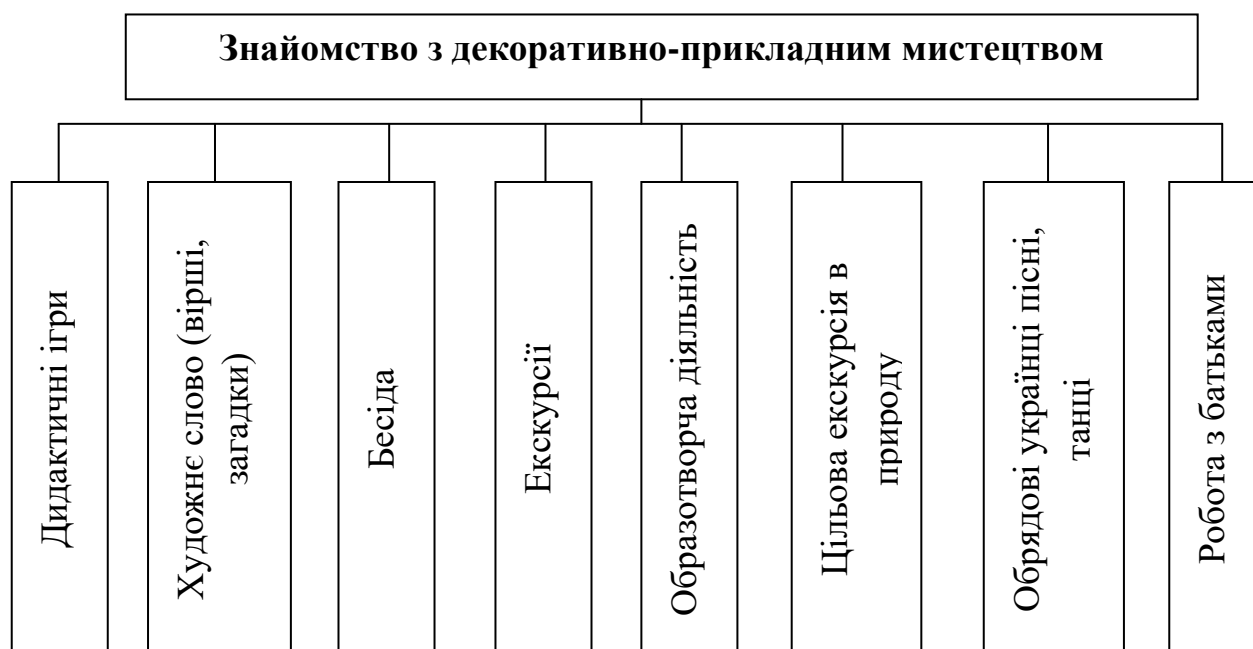 Знайомство з декоративно-прикладним мистецтвом
Дидактичні ігри
Художнє слово (вірші,
загадки)
Бесіда
Екскурсії
Образотворча діяльність
Цільова екскурсія в
природу
Обрядові українці пісні,
танці
Робота з батьками